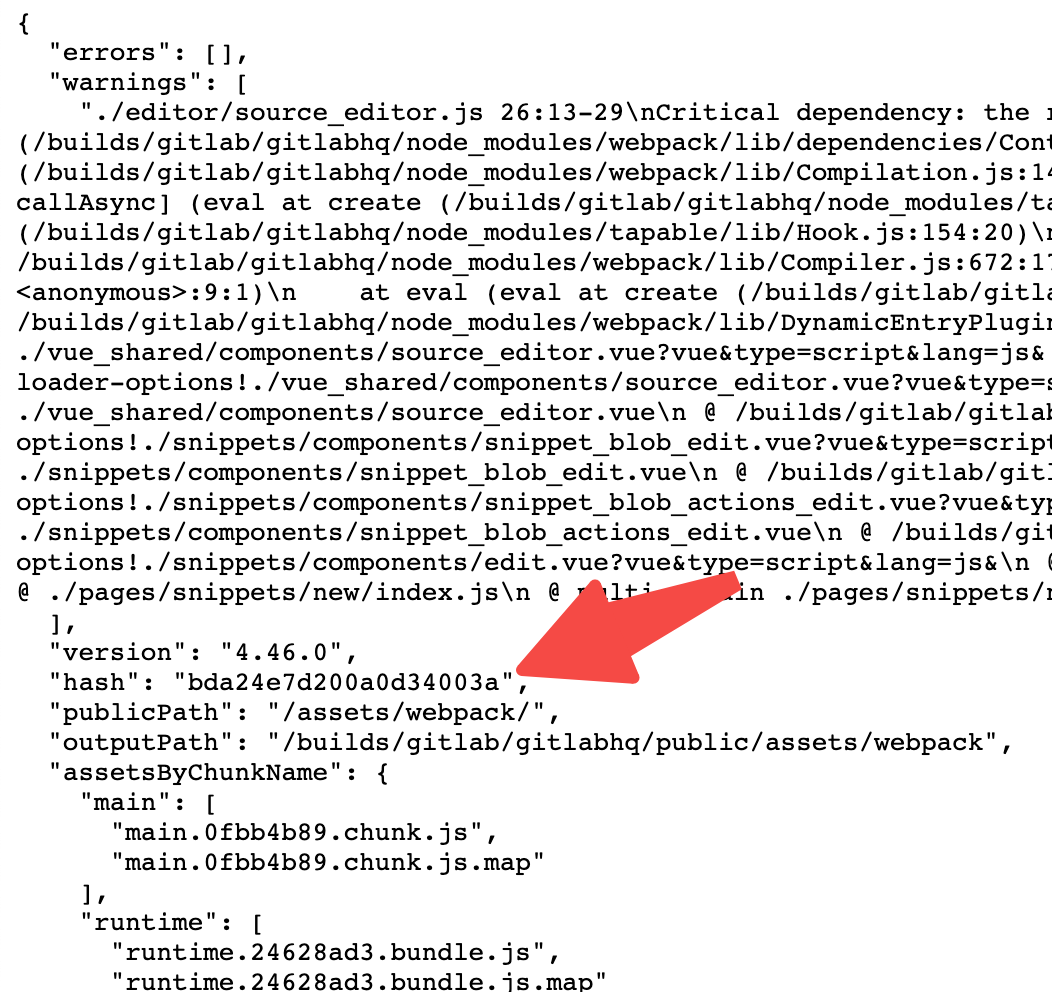 {
"errors": [],
"warnings": [
"./editor/source_editor.js 26:13-29\nCritical dependency: the
(/builds/gitlab/gitlabhq/node_modules/webpack/lib/dependencies/Cont
(/builds/gitlab/gitlabhq/node_modules/webpack/lib/Compilation.js:14
callAsync] (eval at create (/builds/gitlab/gitlabhq/node_modules/ta
(/builds/gitlab/gitlabhq/node_modules/tapable/lib/Hook.js:154:20)\n
/builds/gitlab/gitlabhq/node_modules/webpack/lib/Compiler.js:672:17
<anonymous>:9:1)\n    at eval (eval at create (/builds/gitlab/gitla
/builds/gitlab/gitlabhq/node_modules/webpack/lib/DynamicEntryPlugin
./vue_shared/components/source_editor.vue?vue&type=script&lang=js&
loader-options!./vue_shared/components/source_editor.vue?vue&type=s
./vue_shared/components/source_editor.vue\n @ /builds/gitlab/gitlab
options!./snippets/components/snippet_blob_edit.vue?vue&type=script
./snippets/components/snippet_blob_edit.vue\n @ /builds/gitlab/gitl
options!./snippets/components/snippet_blob_actions_edit.vue?vue&typ
./snippets/components/snippet_blob_actions_edit.vue\n @ /builds/git
options!./snippets/components/edit.vue?vue&type=script&lang=js&\n @
@ ./pages/snippets/new/index.js\n @ ./pages/snippets/n
],
"version": "4.46.0",
"hash": "bda24e7d200a0d34003a",
"publicPath": "/assets/webpack/",
"outputPath": "/builds/gitlab/gitlabhq/public/assets/webpack",
"assetsByChunkName": {
"main": [
"main.0fbb4b89.chunk.js",
"main.0fbb4b89.chunk.js.map"
],
"runtime": [
"runtime.24628ad3.bundle.js",
"runtime.24628ad3.bundle.js.map"